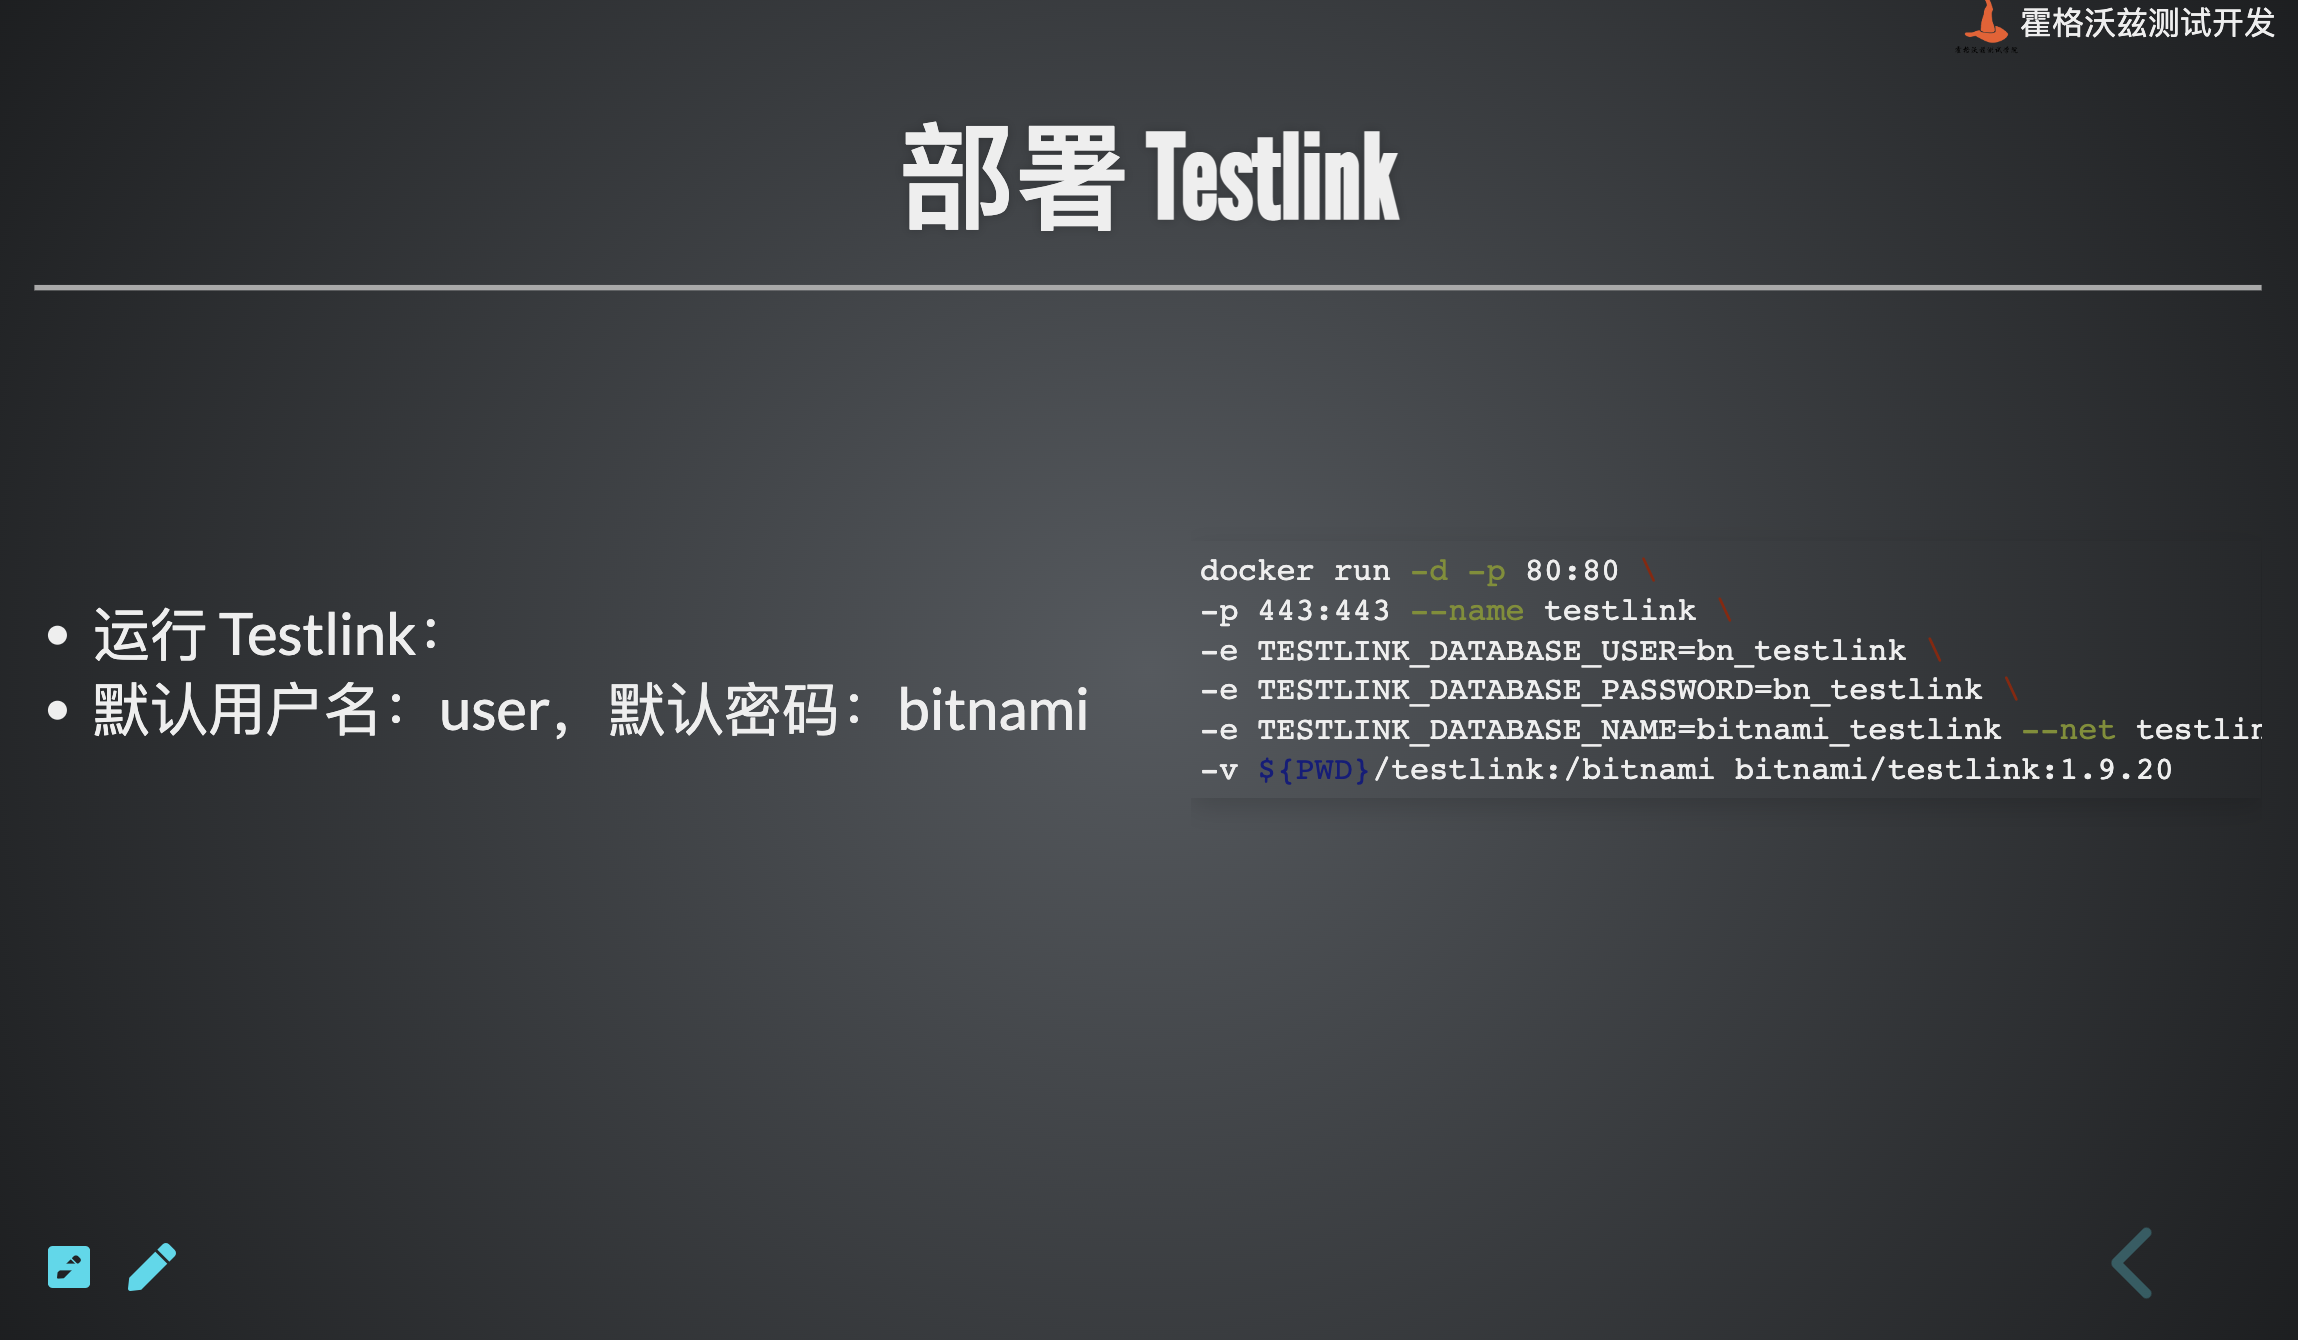 霍格沃兹测试开发
部署 Testlink
• 运行 Testlink：
• 默认用户名：user，默认密码：bitnami
docker run -d -p 80:80 \
-p 443:443 --name testlink \
-e TESTLINK_DATABASE_USER=bn_testlink \
-e TESTLINK_DATABASE_PASSWORD=bn_testlink \
-e TESTLINK_DATABASE_NAME=bitnami_testlink --net testlin
-v ${PWD}/testlink:/bitnami bitnami/testlink:1.9.20